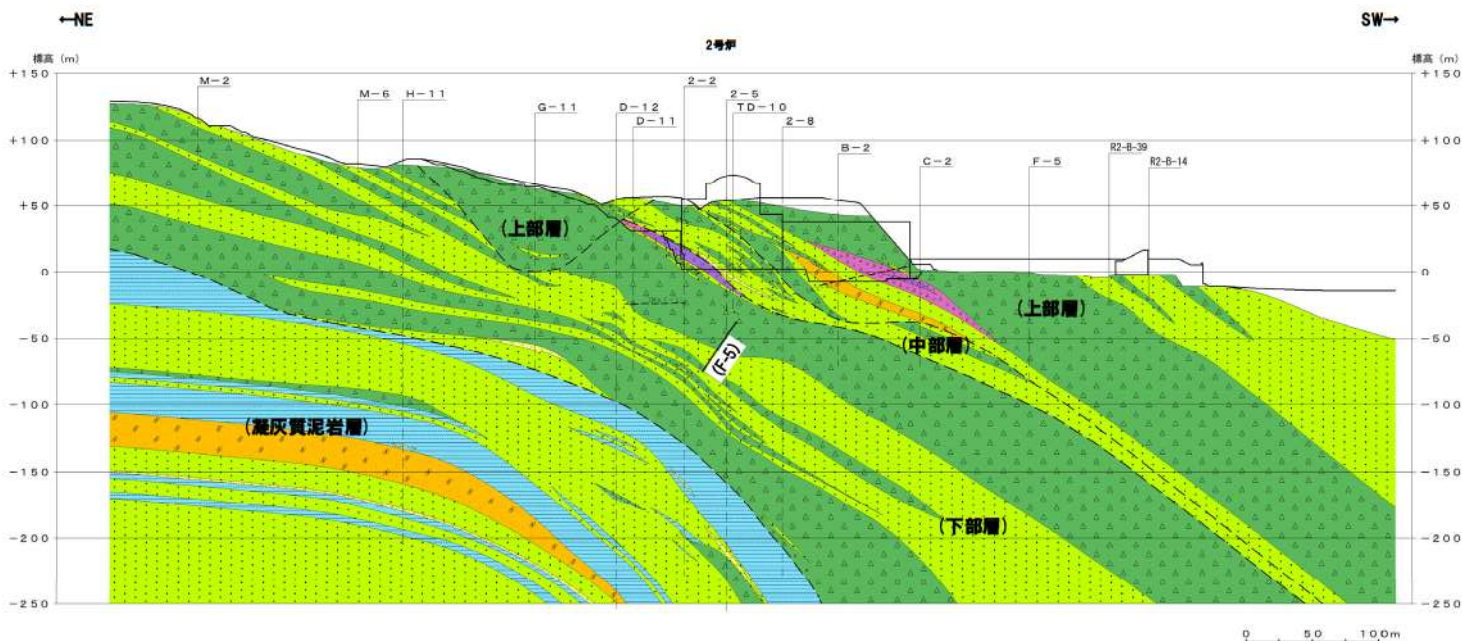 ←NE
SW→
2号炉
標高 (m)
標高 (m)
+150
+150
M-2
2-2
M-6
H-11
2-5
G-11
D-12
TD-10
D-11
2-8
+100
+100
B-2
R2-B-39
C-2
F-5
R2-B-14
+50
+50
(上部層)
0
0
(上部層)
-50
-50
(中部層)
(F-5)
-100
-100
(凝灰質泥岩層)
-150
-150
(下部層)
-200
-200
-250
-250
0 50 100m